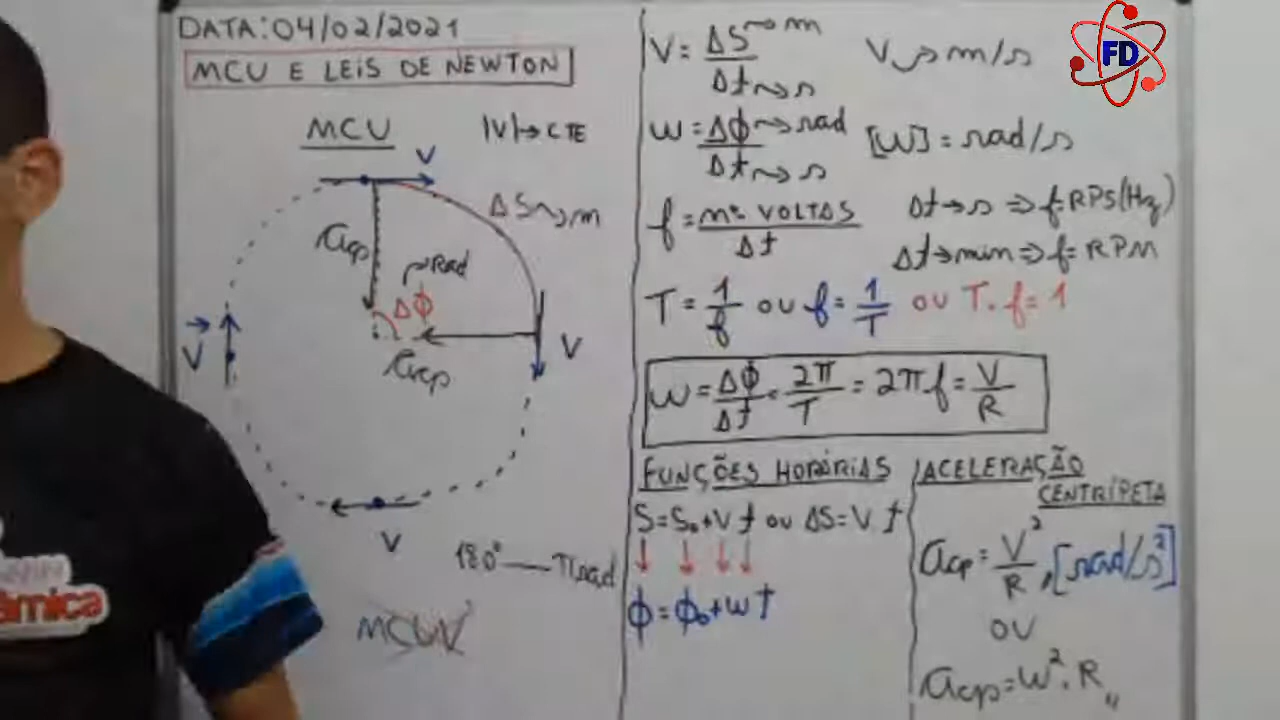 DATA: 04/02/2021
MCU E LEIS DE NEWTON
MCU
|V| → CTE
V
ΔS → m
acp
Rad
Δφ
acp
V
V
V
180° — π rad
MCUV
V = ΔS → m
Δt → s
V → m/s
ω = Δφ → rad
Δt → s
[ω] = rad/s
f = nº VOLTAS
Δt
Δt → s ⇒ f = RPS (Hz)
Δt → min ⇒ f = RPM
T = 1/f OU f = 1/T OU T . f = 1
ω = Δφ/Δt = 2π/T = 2πf = V/R
FUNÇÕES HORÁRIAS
S = S₀ + V t OU ΔS = V t
φ = φ₀ + ω t
ACELERAÇÃO
CENTRÍPETA
acp = V²/R, [rad/s²]
OU
acp = ω² . R
FD
âmica